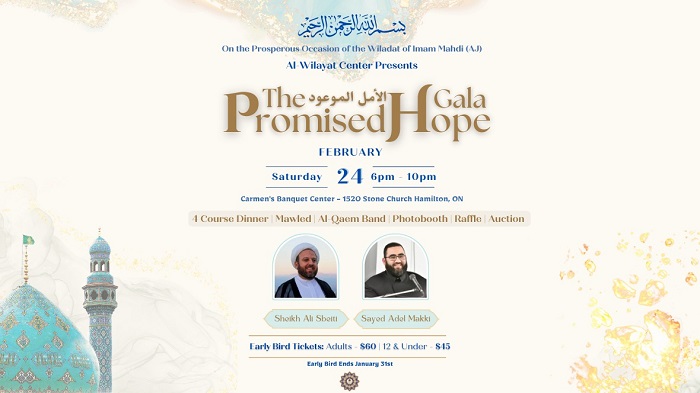 بسم الله الرحمن الرحيم
On the Prosperous Occasion of the Wiladat of Imam Mahdi (AJ)
Al-Wilayat Center Presents
The الأمل الموعود Gala
Promised Hope
FEBRUARY
Saturday 24 6pm - 10pm
Carmen's Banquet Center - 1520 Stone Church Hamilton, ON
4 Course Dinner | Mawled | Al-Qaem Band | Photobooth | Raffle | Auction
Sheikh Ali Sbeiti
Sayed Adel Makki
Early Bird Tickets: Adults - $60 | 12 & Under - $45
Early Bird Ends January 31st